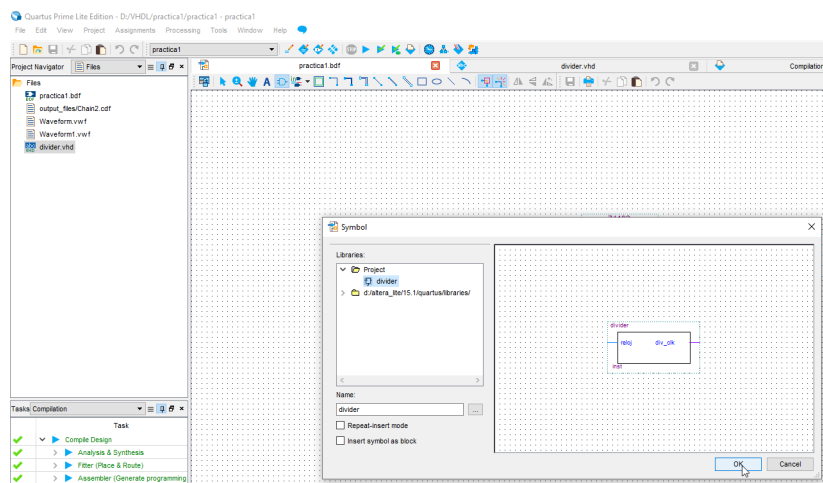 Quartus Prime Lite Edition - D:/VHDL/practica1/practica1 - practica1
File Edit View Project Assignments Processing Tools Window Help
practica1
Project Navigator Files
practica1.bdf
divider.vhd
Compilation
Files
practica1.bdf
output_files/Chain2.cdf
Waveform.vwf
Waveform1.vwf
divider.vhd
Symbol
Libraries:
Project
divider
d:/altera_lite/15.1/quartus/libraries/
divider
reloj div_clk
inst
Name:
divider
...
Repeat-insert mode
Insert symbol as block
OK Cancel
Tasks Compilation
Task
Compile Design
Analysis & Synthesis
Fitter (Place & Route)
Assembler (Generate programming